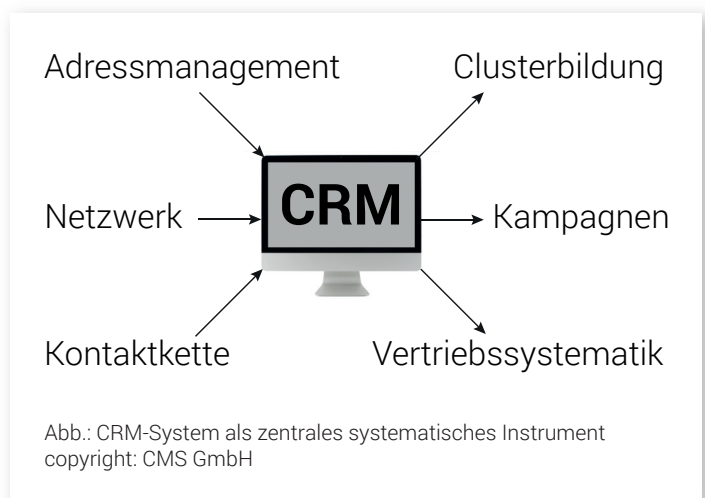 Adressmanagement
Clusterbildung
CRM
Netzwerk
Kampagnen
Kontaktkette
Vertriebssystematik
Abb.: CRM-System als zentrales systematisches Instrument
copyright: CMS GmbH